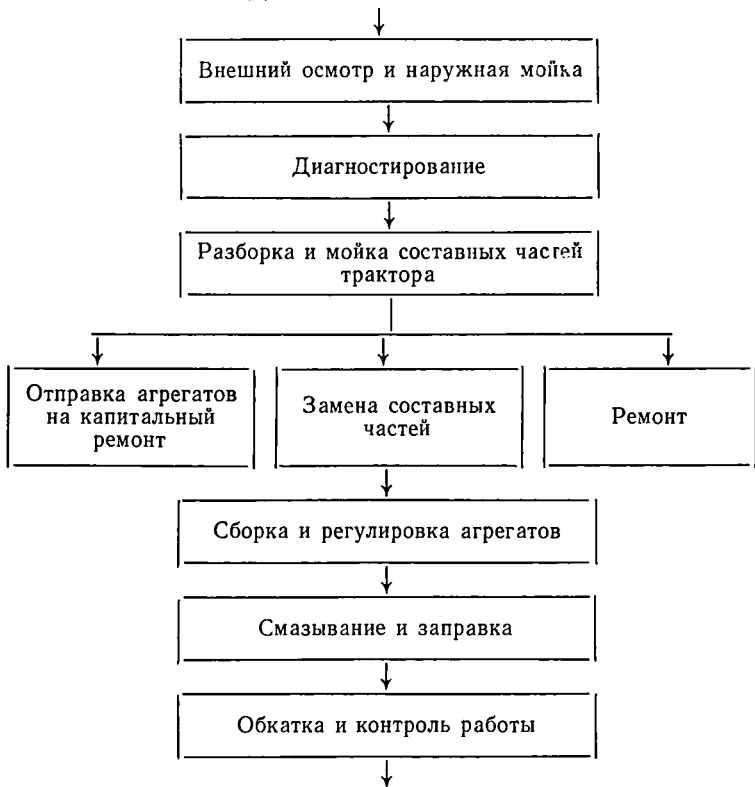 Внешний осмотр и наружная мойка
Диагностирование
Разборка и мойка составных частей
трактора
Отправка агрегатов
на капитальный
ремонт
Замена составных
частей
Ремонт
Сборка и регулировка агрегатов
Смазывание и заправка
Обкатка и контроль работы